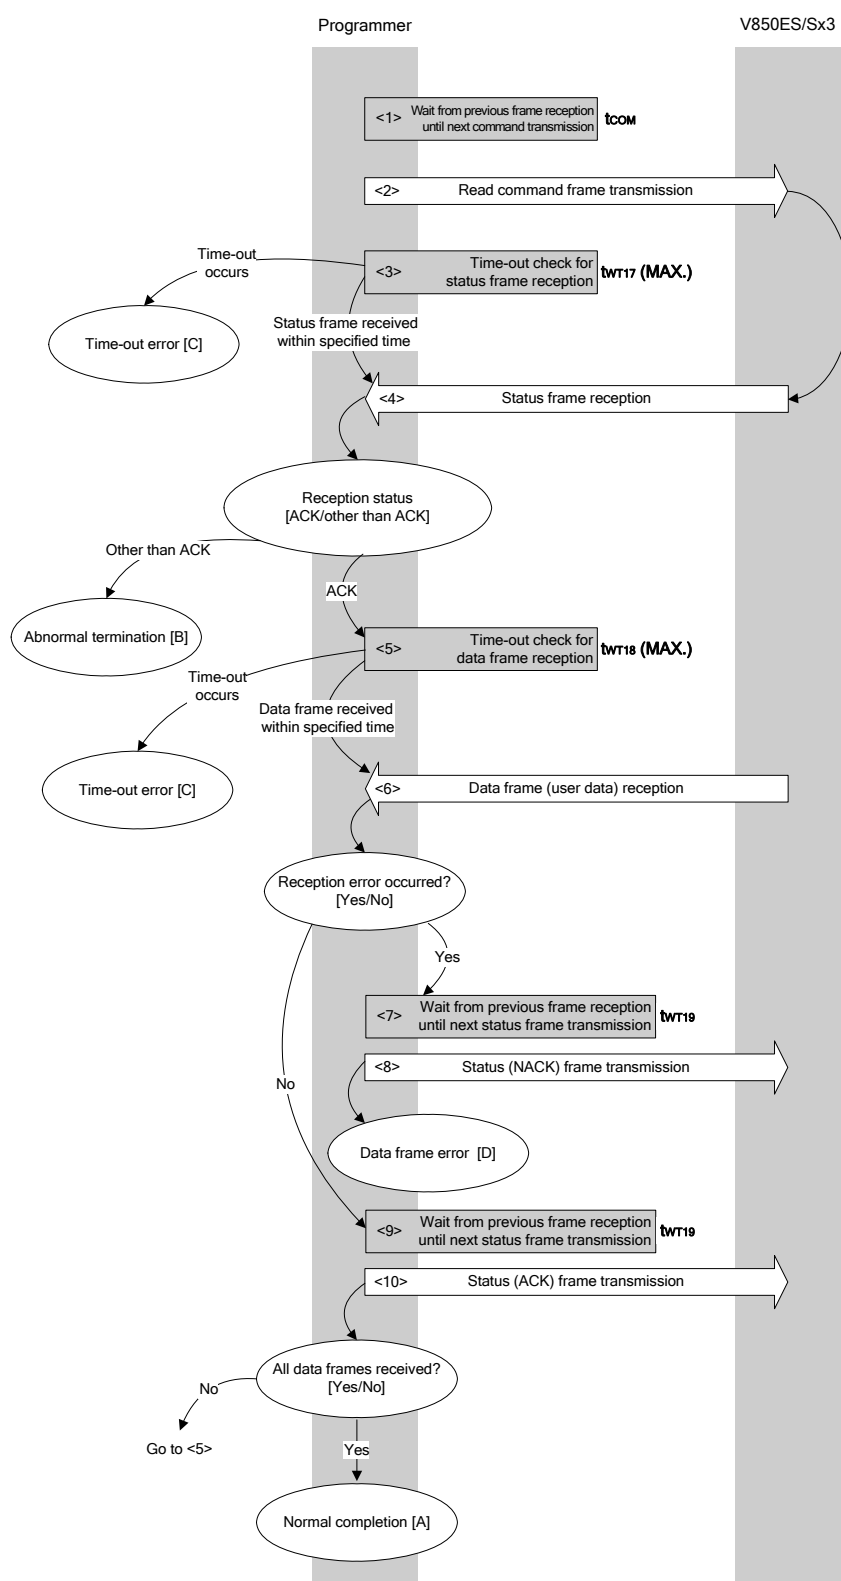 Programmer
V850ES/Sx3
<1>
Wait from previous frame reception
until next command transmission
tCOM
<2>
Read command frame transmission
Time-out
occurs
<3>
Time-out check for
status frame reception
tWT17 (MAX.)
Time-out error [C]
Status frame received
within specified time
<4>
Status frame reception
Reception status
[ACK/other than ACK]
Other than ACK
ACK
Abnormal termination [B]
<5>
Time-out check for
data frame reception
tWT18 (MAX.)
Time-out
occurs
Data frame received
within specified time
Time-out error [C]
<6>
Data frame (user data) reception
Reception error occurred?
[Yes/No]
Yes
<7>
Wait from previous frame reception
until next status frame transmission
tWT19
<8>
Status (NACK) frame transmission
No
Data frame error [D]
<9>
Wait from previous frame reception
until next status frame transmission
tWT19
<10>
Status (ACK) frame transmission
All data frames received?
[Yes/No]
No
Go to <5>
Yes
Normal completion [A]